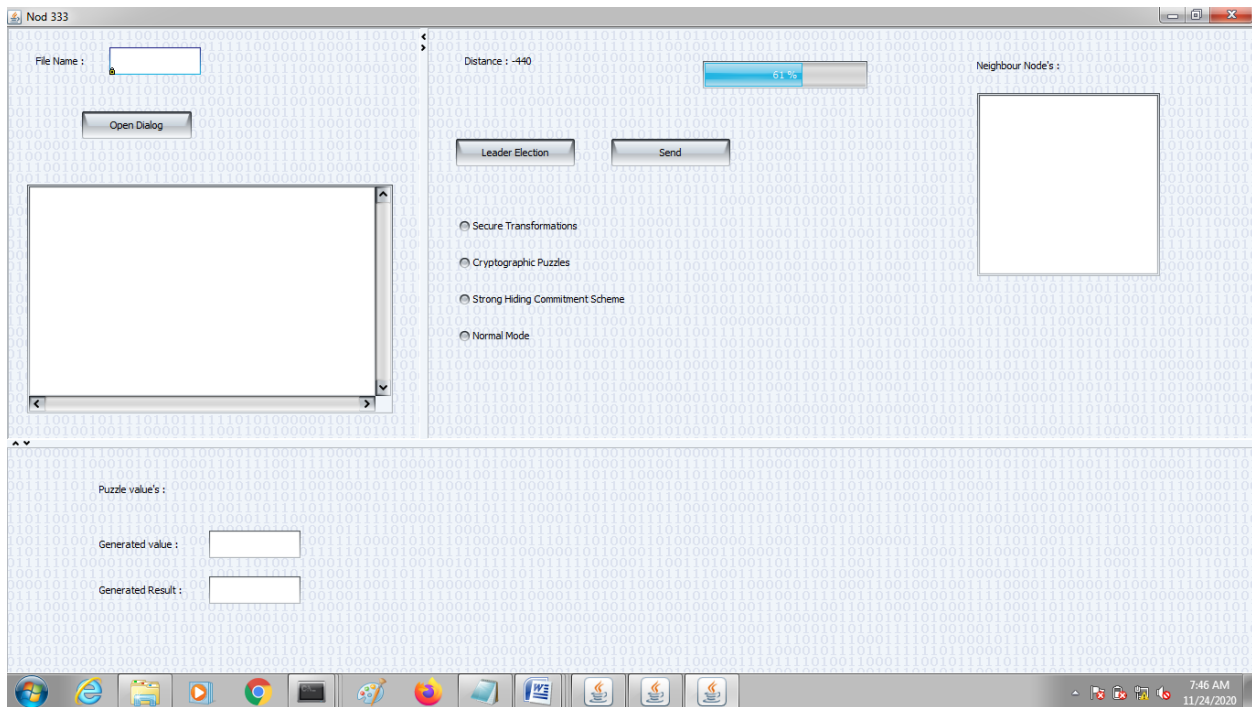 Nod 333
File Name :
Open Dialog
Distance : -440
61 %
Leader Election
Send
Secure Transformations
Cryptographic Puzzles
Strong Hiding Commitment Scheme
Normal Mode
Neighbour Node's :
Puzzle value's :
Generated value :
Generated Result :
7:46 AM
11/24/2020